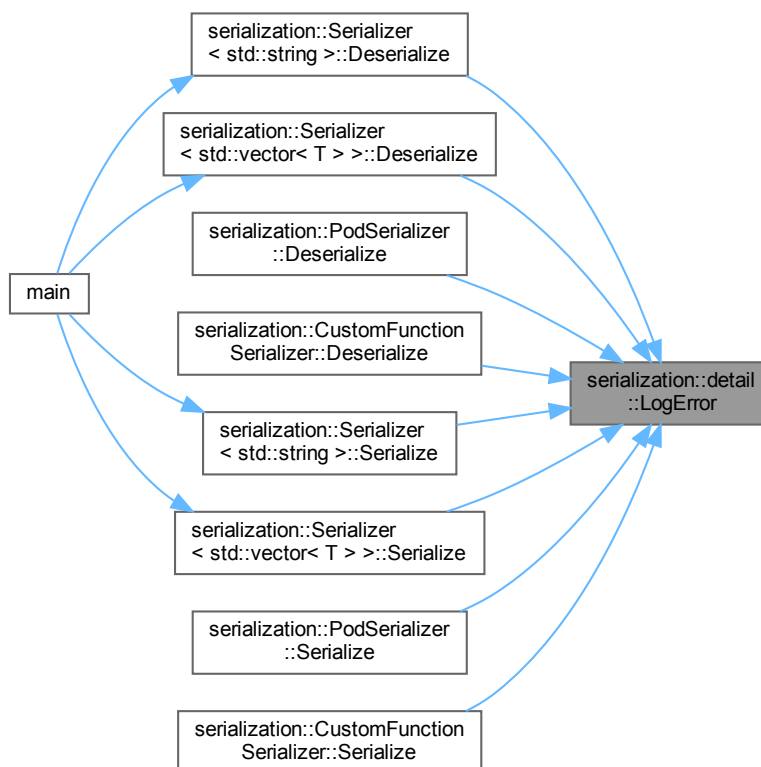 serialization::Serializer
< std::string >::Deserialize
serialization::Serializer
< std::vector< T > >::Deserialize
serialization::PodSerializer
::Deserialize
main
serialization::CustomFunction
Serializer::Deserialize
serialization::detail
::LogError
serialization::Serializer
< std::string >::Serialize
serialization::Serializer
< std::vector< T > >::Serialize
serialization::PodSerializer
::Serialize
serialization::CustomFunction
Serializer::Serialize